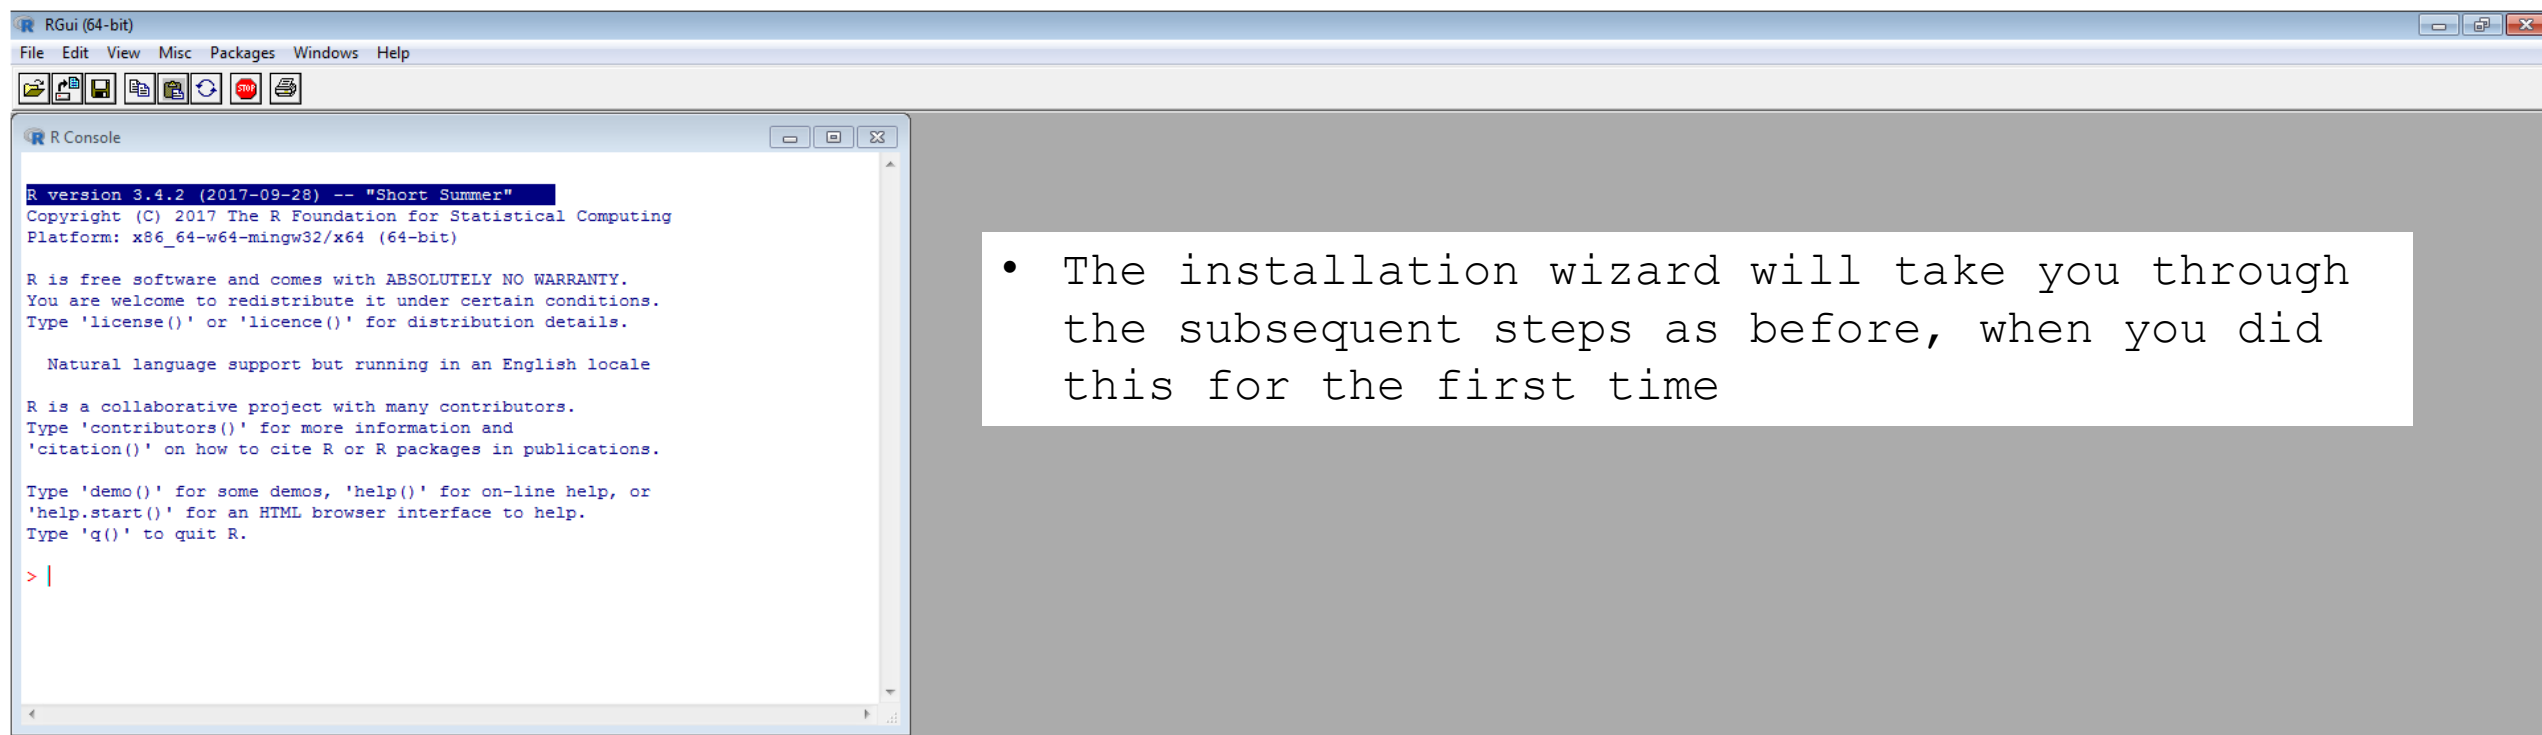 RGui (64-bit)
File Edit View Misc Packages Windows Help
STOP
R Console
R version 3.4.2 (2017-09-28) -- "Short Summer"
Copyright (C) 2017 The R Foundation for Statistical Computing
Platform: x86_64-w64-mingw32/x64 (64-bit)
R is free software and comes with ABSOLUTELY NO WARRANTY.
You are welcome to redistribute it under certain conditions.
Type 'license()' or 'licence()' for distribution details.
Natural language support but running in an English locale
R is a collaborative project with many contributors.
Type 'contributors()' for more information and
'citation()' on how to cite R or R packages in publications.
Type 'demo()' for some demos, 'help()' for on-line help, or
'help.start()' for an HTML browser interface to help.
Type 'q()' to quit R.
>
• The installation wizard will take you through
the subsequent steps as before, when you did
this for the first time